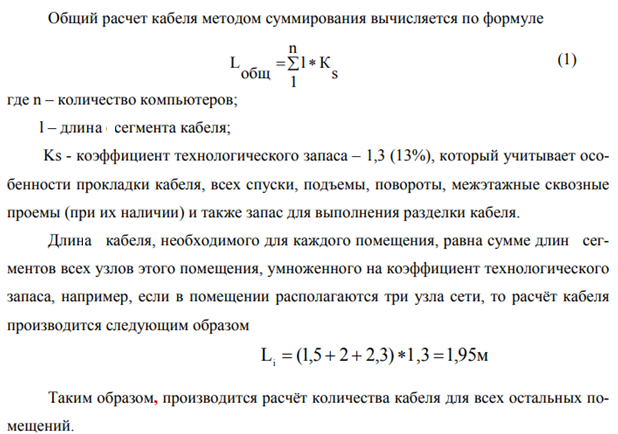 Общий расчет кабеля методом суммирования вычисляется по формуле
L общ = n ∑ 1 l * К s (1)
где n – количество компьютеров;
l – длина сегмента кабеля;
Ks - коэффициент технологического запаса – 1,3 (13%), который учитывает осо-
бенности прокладки кабеля, всех спуски, подъемы, повороты, межэтажные сквозные
проемы (при их наличии) и также запас для выполнения разделки кабеля.
Длина кабеля, необходимого для каждого помещения, равна сумме длин сег-
ментов всех узлов этого помещения, умноженного на коэффициент технологического
запаса, например, если в помещении располагаются три узла сети, то расчёт кабеля
производится следующим образом
L i = (1,5 + 2 + 2,3) * 1,3 = 1,95м
Таким образом, производится расчёт количества кабеля для всех остальных по-
мещений.